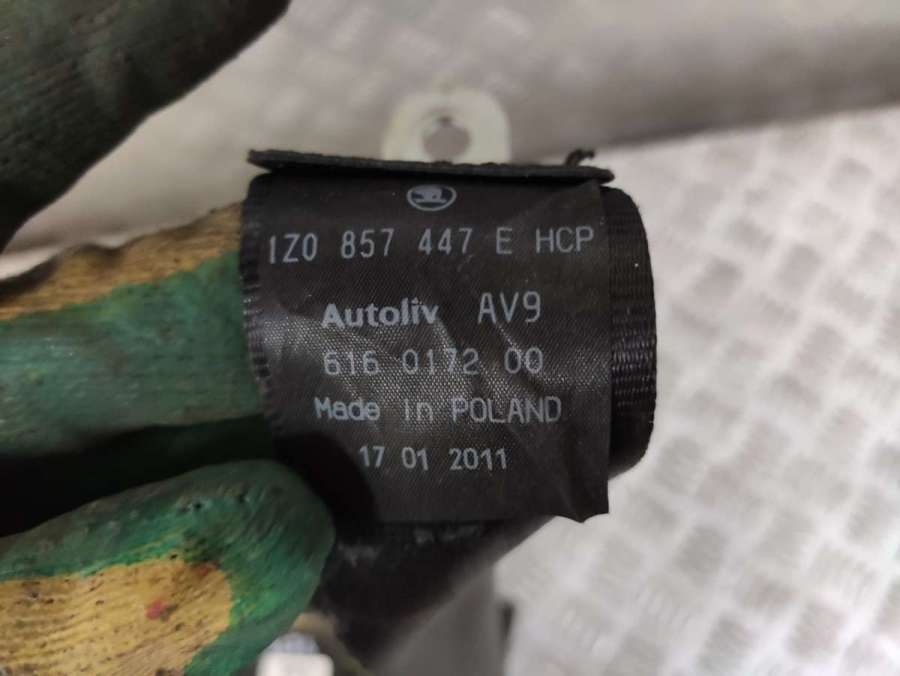 1Z0 857 447 E HCP
Autoliv AV9
616 0172 00
Made in POLAND
17 01 2011